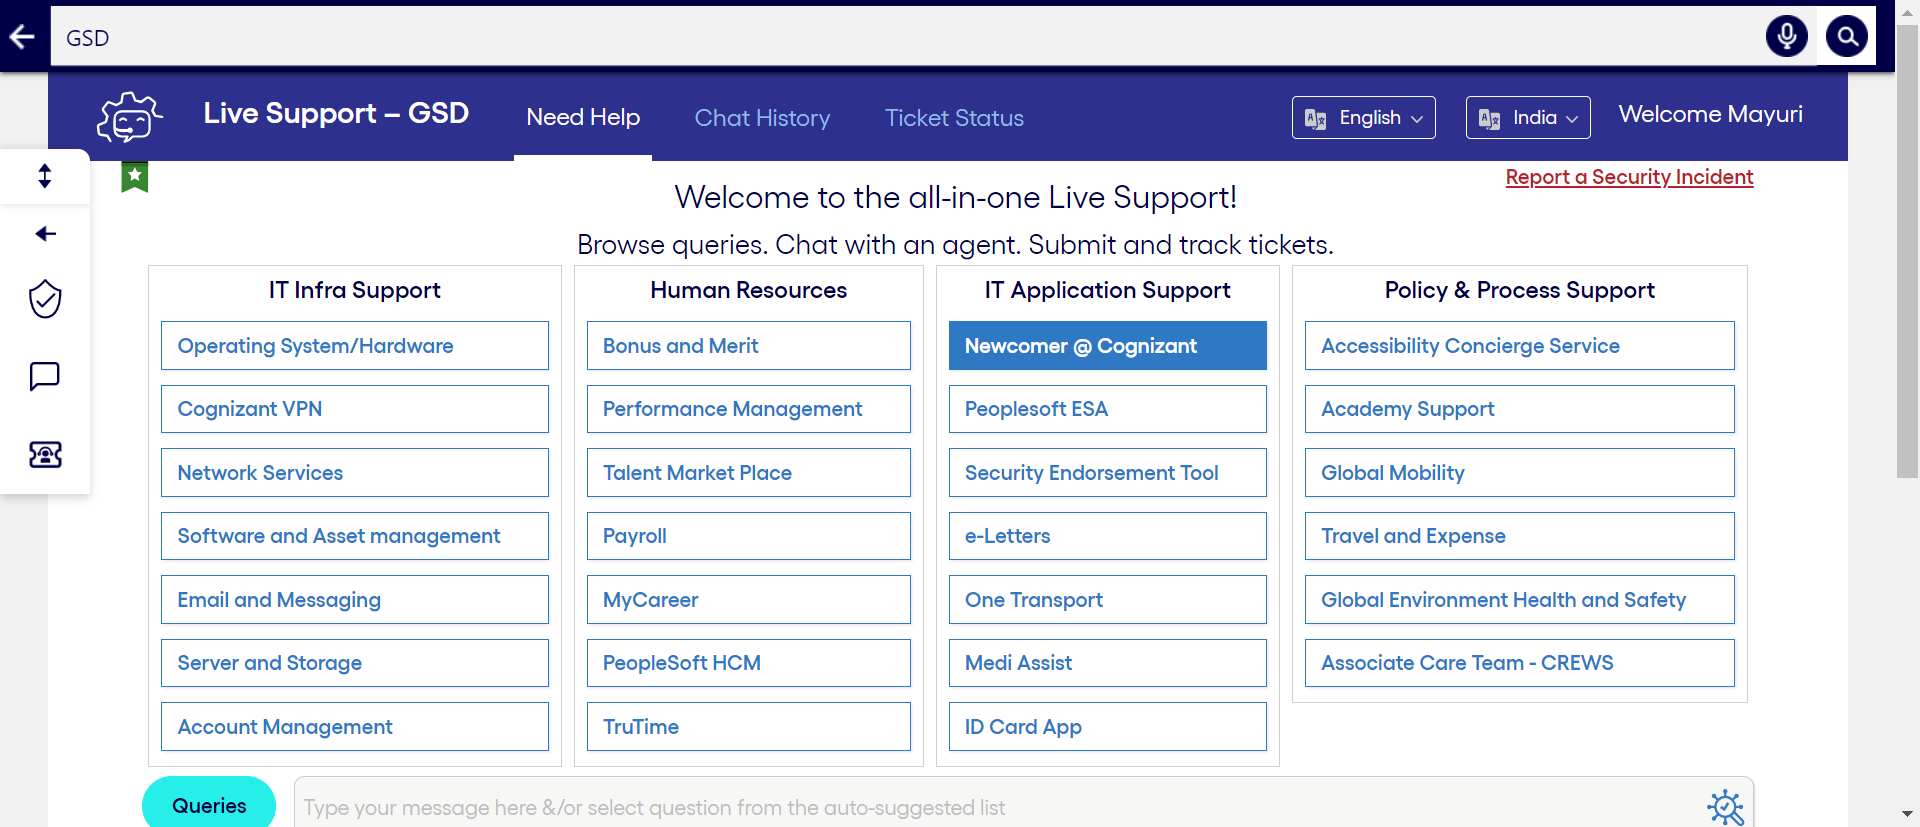 GSD
Live Support – GSD
Need Help
Chat History
Ticket Status
English
India
Welcome Mayuri
Report a Security Incident
Welcome to the all-in-one Live Support!
Browse queries. Chat with an agent. Submit and track tickets.
IT Infra Support
Operating System/Hardware
Cognizant VPN
Network Services
Software and Asset management
Email and Messaging
Server and Storage
Account Management
Human Resources
Bonus and Merit
Performance Management
Talent Market Place
Payroll
MyCareer
PeopleSoft HCM
TruTime
IT Application Support
Newcomer @ Cognizant
Peoplesoft ESA
Security Endorsement Tool
e-Letters
One Transport
Medi Assist
ID Card App
Policy & Process Support
Accessibility Concierge Service
Academy Support
Global Mobility
Travel and Expense
Global Environment Health and Safety
Associate Care Team - CREWS
Queries
Type your message here &/or select question from the auto-suggested list